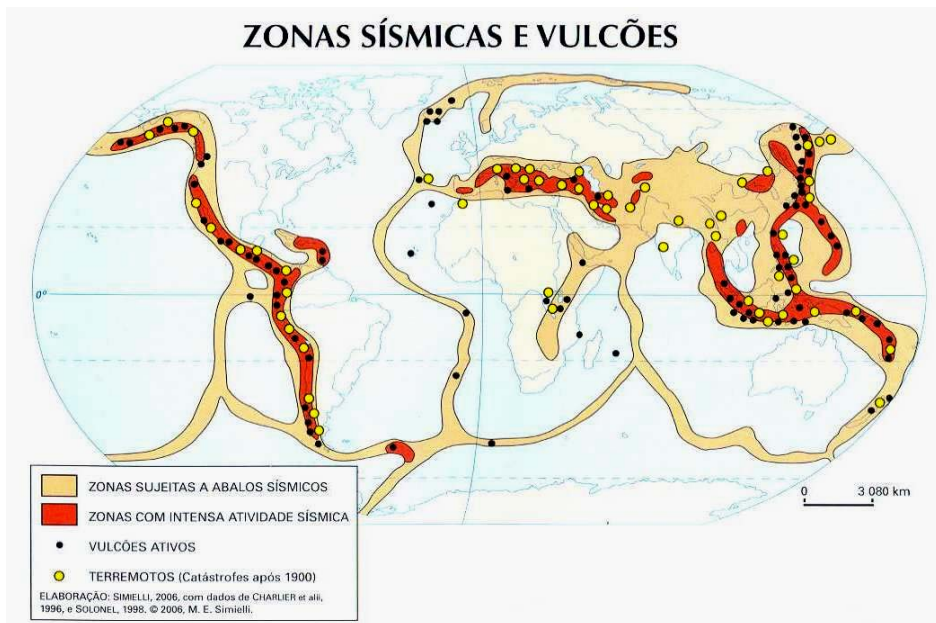 ZONAS SÍSMICAS E VULCÕES
0°
ZONAS SUJEITAS A ABALOS SÍSMICOS
ZONAS COM INTENSA ATIVIDADE SÍSMICA
VULCÕES ATIVOS
TERREMOTOS (Catástrofes após 1900)
ELABORAÇÃO: SIMIELLI, 2006, com dados de CHARLIER et alii,
1996, e SOLONEL, 1998. © 2006, M. E. Simielli.
0 3 080 km